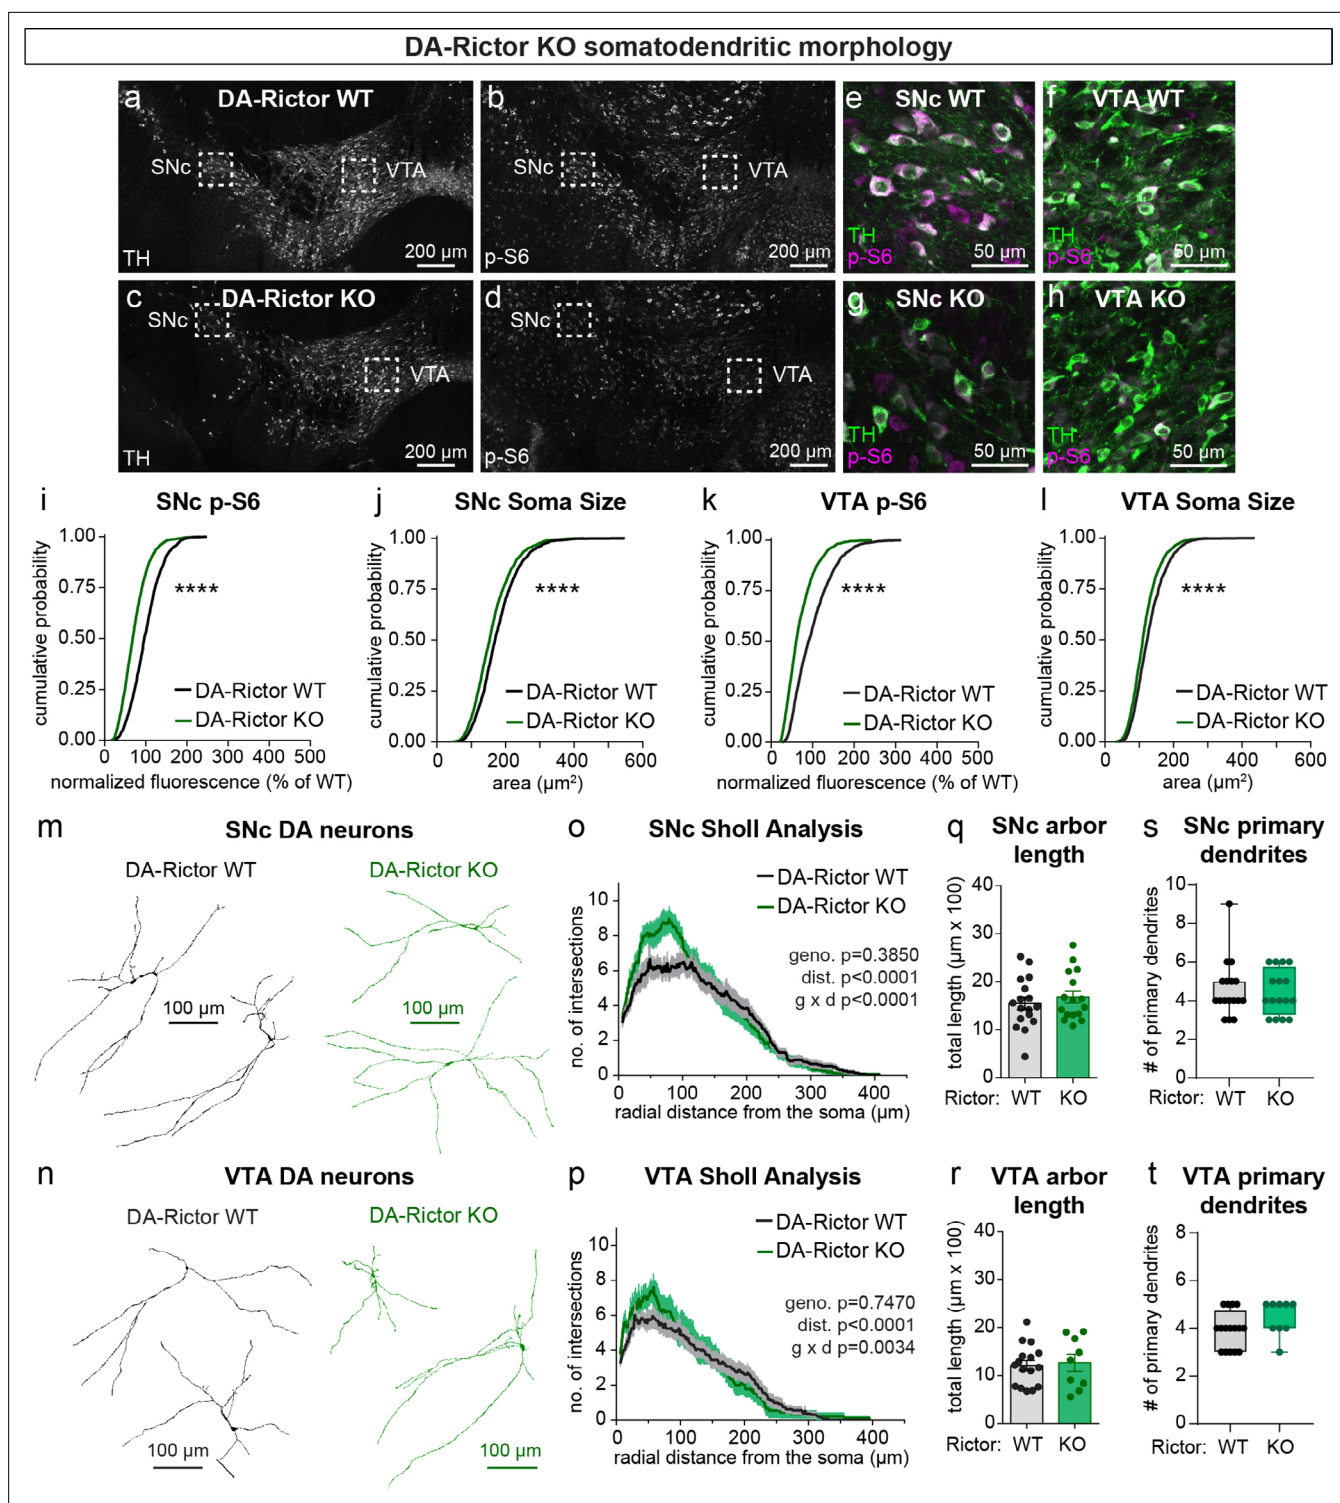 DA-Rictor KO somatodendritic morphology
a
DA-Rictor WT
SNc
VTA
TH
200 µm
b
SNc
VTA
p-S6
200 µm
e
SNc WT
TH
p-S6
50 µm
f
VTA WT
TH
p-S6
50 µm
c
DA-Rictor KO
SNc
VTA
TH
200 µm
d
SNc
VTA
p-S6
200 µm
g
SNc KO
TH
p-S6
50 µm
h
VTA KO
TH
p-S6
50 µm
i
SNc p-S6
cumulative probability
1.00
0.75
0.50
0.25
0.00
****
DA-Rictor WT
DA-Rictor KO
0 100 200 300 400 500
normalized fluorescence (% of WT)
j
SNc Soma Size
cumulative probability
1.00
0.75
0.50
0.25
0.00
****
DA-Rictor WT
DA-Rictor KO
0 200 400 600
area (µm²)
k
VTA p-S6
cumulative probability
1.00
0.75
0.50
0.25
0.00
****
DA-Rictor WT
DA-Rictor KO
0 100 200 300 400 500
normalized fluorescence (% of WT)
l
VTA Soma Size
cumulative probability
1.00
0.75
0.50
0.25
0.00
****
DA-Rictor WT
DA-Rictor KO
0 200 400 600
area (µm²)
m
SNc DA neurons
DA-Rictor WT
DA-Rictor KO
100 µm
100 µm
o
SNc Sholl Analysis
no. of intersections
10
8
6
4
2
0
DA-Rictor WT
DA-Rictor KO
geno. p=0.3850
dist. p<0.0001
g x d p<0.0001
0 100 200 300 400
radial distance from the soma (µm)
q
SNc arbor
length
total length (µm x 100)
40
30
20
10
0
Rictor: WT KO
s
SNc primary
dendrites
# of primary dendrites
10
8
6
4
2
0
Rictor: WT KO
n
VTA DA neurons
DA-Rictor WT
DA-Rictor KO
100 µm
100 µm
p
VTA Sholl Analysis
no. of intersections
10
8
6
4
2
0
DA-Rictor WT
DA-Rictor KO
geno. p=0.7470
dist. p<0.0001
g x d p=0.0034
0 100 200 300 400
radial distance from the soma (µm)
r
VTA arbor
length
total length (µm x 100)
40
30
20
10
0
Rictor: WT KO
t
VTA primary
dendrites
# of primary dendrites
8
6
4
2
0
Rictor: WT KO